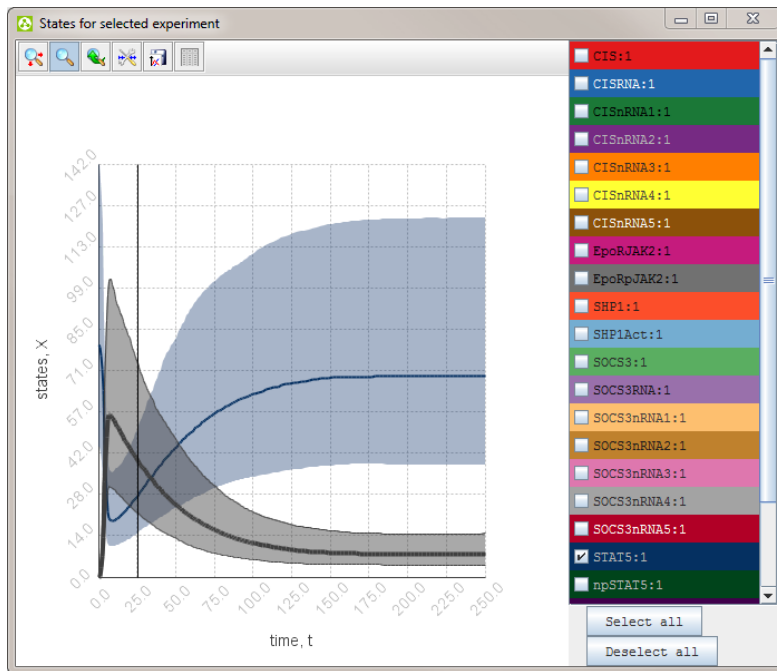 States for selected experiment
CIS:1
CISRNA:1
CISnRNA1:1
CISnRNA2:1
CISnRNA3:1
CISnRNA4:1
CISnRNA5:1
EpoRJAK2:1
EpoRpJAK2:1
SHP1:1
SHP1Act:1
SOCS3:1
SOCS3RNA:1
SOCS3nRNA1:1
SOCS3nRNA2:1
SOCS3nRNA3:1
SOCS3nRNA4:1
SOCS3nRNA5:1
STAT5:1
npSTAT5:1
142.0
127.0
113.0
99.0
85.0
71.0
57.0
42.0
28.0
14.0
0.0
states, X
0.0 25.0 50.0 75.0 100.0 125.0 150.0 175.0 200.0 225.0 250.0
time, t
Select all
Deselect all